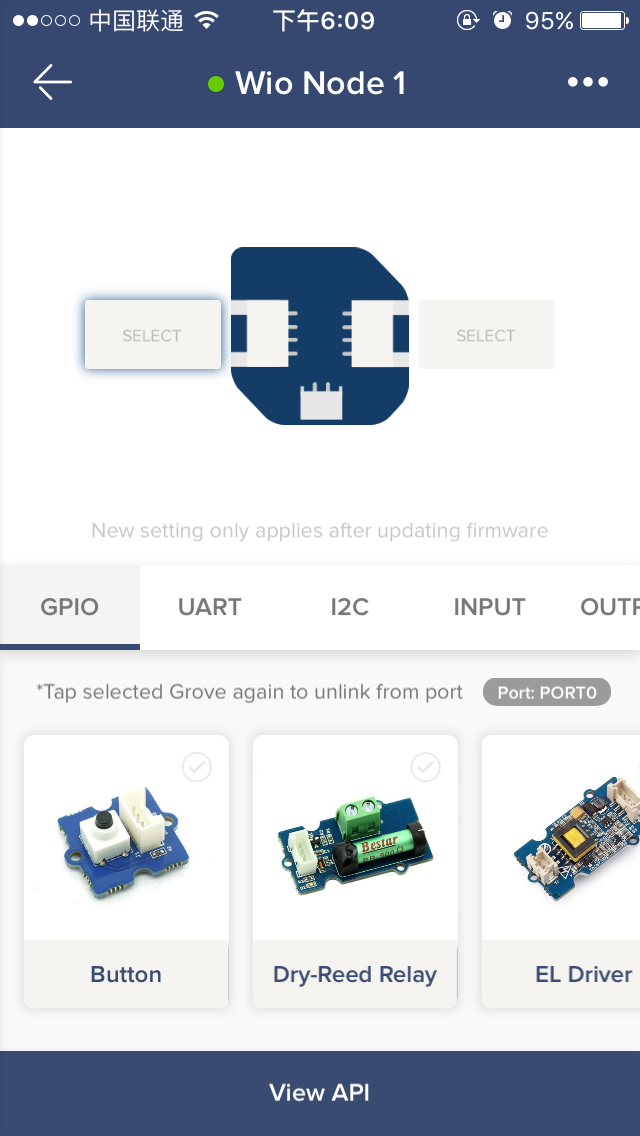 中国联通 下午6:09 95%
Wio Node 1
SELECT SELECT
New setting only applies after updating firmware
GPIO UART I2C INPUT OUTP
*Tap selected Grove again to unlink from port Port: PORT0
Bestar
Button Dry-Reed Relay EL Driver
View API